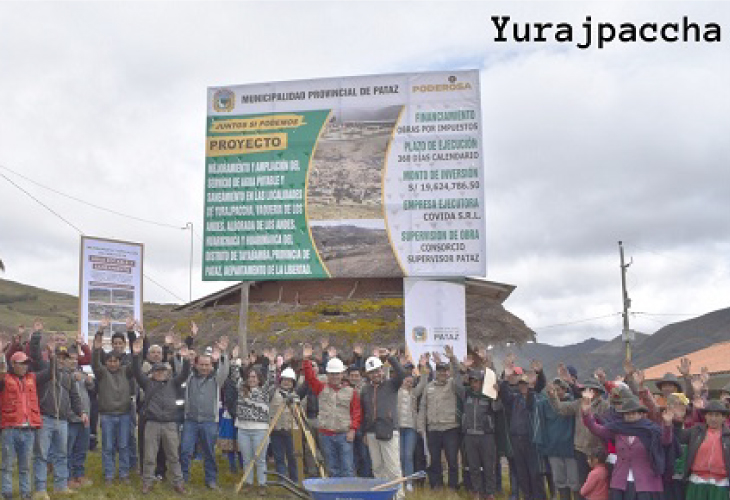 Yurajpaccha
MUNICIPALIDAD PROVINCIAL DE PATAZ
PODEROSA
JUNTOS SI PODEMOS
PROYECTO
MEJORAMIENTO Y AMPLIACIÓN DEL
SERVICIO DE AGUA POTABLE Y
SANEAMIENTO EN LAS LOCALIDADES
DE YURAJPACCHA, VAQUERIA DE LOS
ANDES, ALBORADA DE LOS ANDES,
HUARICHACA Y HUARIMARCA DEL
DISTRITO DE TAYABAMBA, PROVINCIA DE
PATAZ, DEPARTAMENTO DE LA LIBERTAD.
FINANCIAMIENTO
OBRAS POR IMPUESTOS
PLAZO DE EJECUCIÓN
360 DÍAS CALENDARIO
MONTO DE INVERSIÓN
S/ 19,624,786.50
EMPRESA EJECUTORA
COVIDA S.R.L.
SUPERVISION DE OBRA
CONSORCIO
SUPERVISOR PATAZ
PATAZ